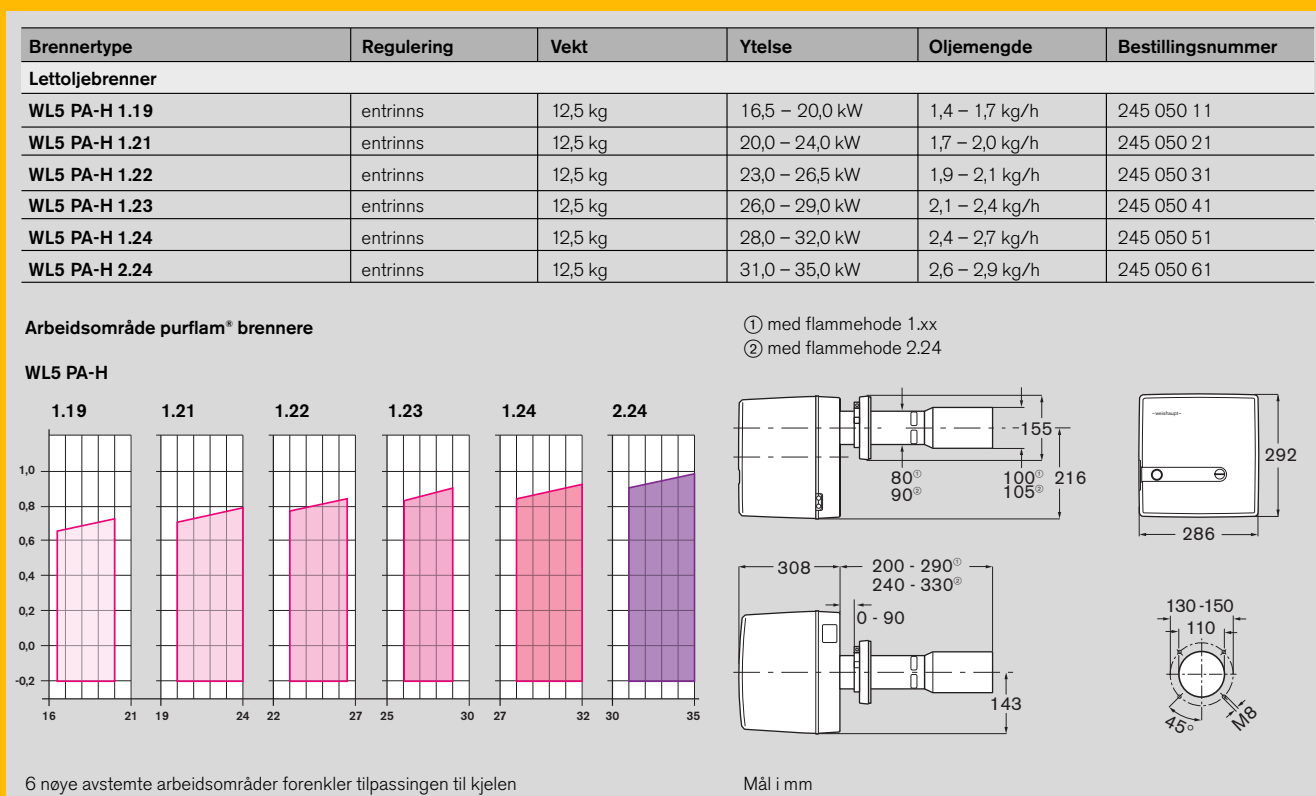 Brennertype Regulering Vekt Ytelse Oljemengde Bestillingsnummer
Lettoljebrenner
WL5 PA-H 1.19 entrinns 12,5 kg 16,5 – 20,0 kW 1,4 – 1,7 kg/h 245 050 11
WL5 PA-H 1.21 entrinns 12,5 kg 20,0 – 24,0 kW 1,7 – 2,0 kg/h 245 050 21
WL5 PA-H 1.22 entrinns 12,5 kg 23,0 – 26,5 kW 1,9 – 2,1 kg/h 245 050 31
WL5 PA-H 1.23 entrinns 12,5 kg 26,0 – 29,0 kW 2,1 – 2,4 kg/h 245 050 41
WL5 PA-H 1.24 entrinns 12,5 kg 28,0 – 32,0 kW 2,4 – 2,7 kg/h 245 050 51
WL5 PA-H 2.24 entrinns 12,5 kg 31,0 – 35,0 kW 2,6 – 2,9 kg/h 245 050 61
Arbeidsområde purflam® brennere
WL5 PA-H
1.19 1.21 1.22 1.23 1.24 2.24
1,0
0,8
0,6
0,4
0,2
0,0
-0,2
16 21 19 24 22 27 25 30 27 32 30 35
6 nøye avstemte arbeidsområder forenkler tilpassingen til kjelen
① med flammehode 1.xx
② med flammehode 2.24
155
80① 100① 216
90② 105②
-weishaupt-
292
286
308 200 - 290①
240 - 330②
0 - 90
143
130 -150
110
45° M8
Mål i mm